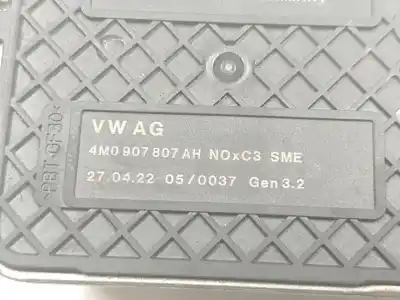 VW AG
4M0 907 807 AH NOxC3 SME
27.04.22 05/0037 Gen 3.2
>PBT-GF30<